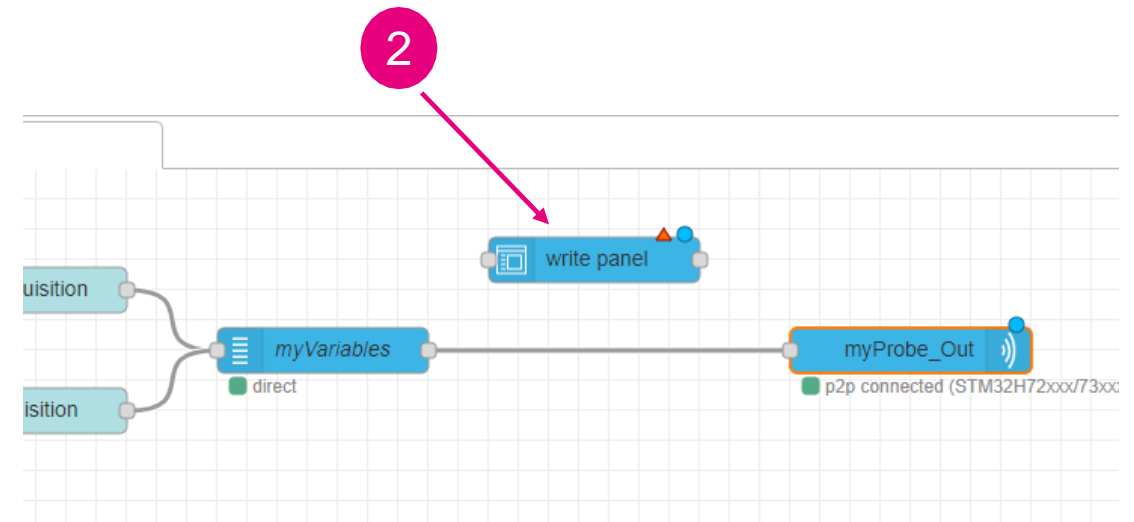 2
write panel
uisition
myVariables
myProbe_Out
direct
p2p connected (STM32H72xxx/73xx
isition